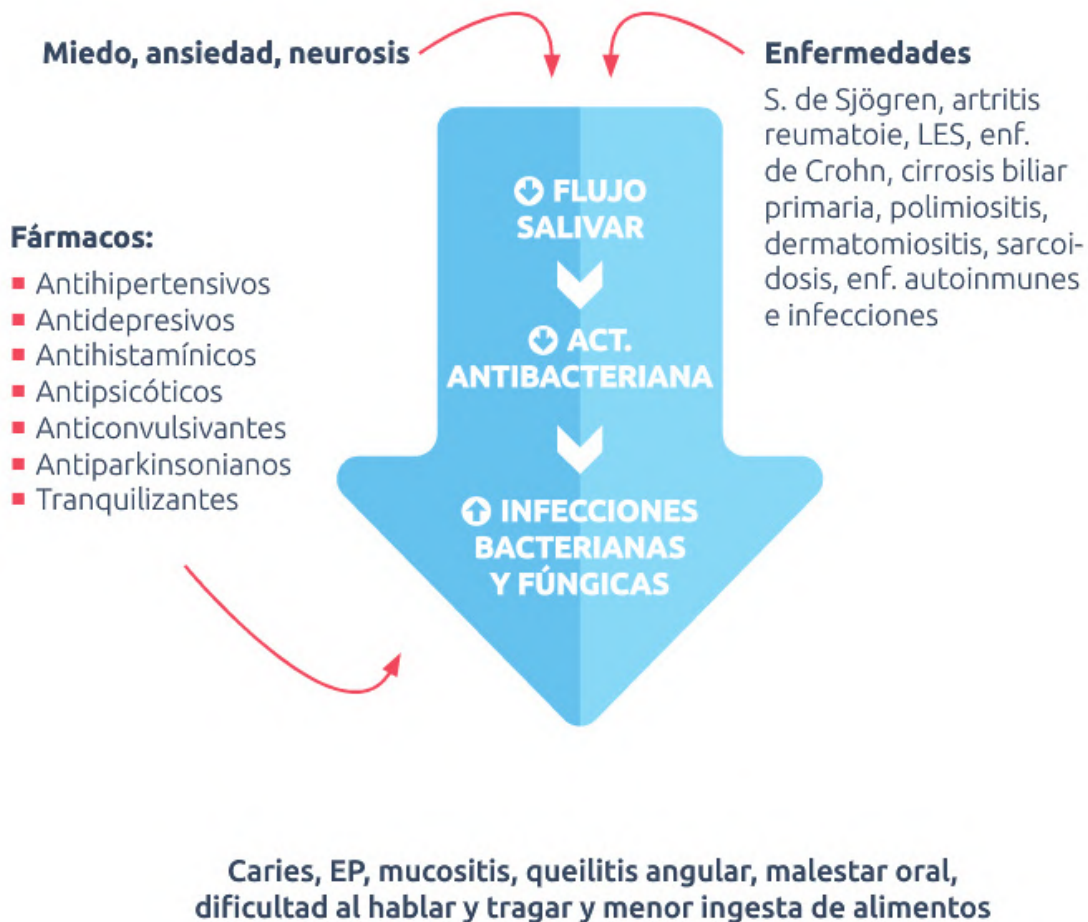 Miedo, ansiedad, neurosis
Enfermedades
S. de Sjögren, artritis
reumatoie, LES, enf.
de Crohn, cirrosis biliar
primaria, polimiositis,
dermatomiositis, sarcoi-
dosis, enf. autoinmunes
e infecciones
Fármacos:
Antihipertensivos
Antidepresivos
Antihistamínicos
Antipsicóticos
Anticonvulsivantes
Antiparkinsonianos
Tranquilizantes
FLUJO
SALIVAR
ACT.
ANTIBACTERIANA
INFECCIONES
BACTERIANAS
Y FÚNGICAS
Caries, EP, mucositis, queilitis angular, malestar oral,
dificultad al hablar y tragar y menor ingesta de alimentos